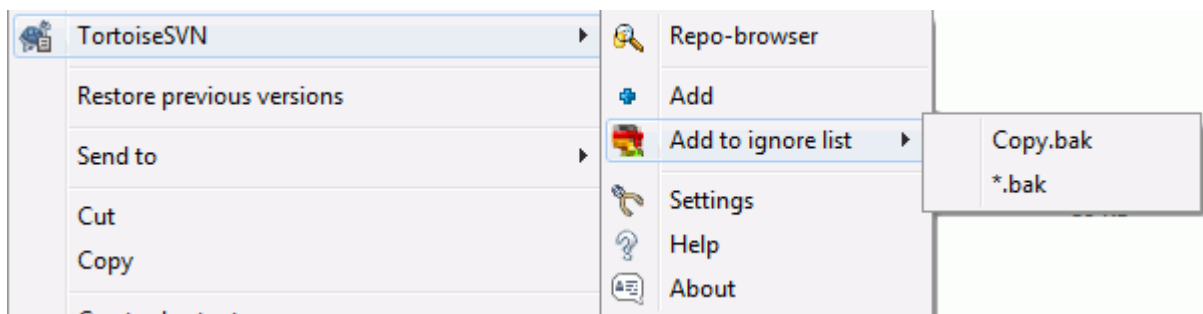 TortoiseSVN
Restore previous versions
Send to
Cut
Copy
Repo-browser
Add
Add to ignore list
Settings
Help
About
Copy.bak
*.bak